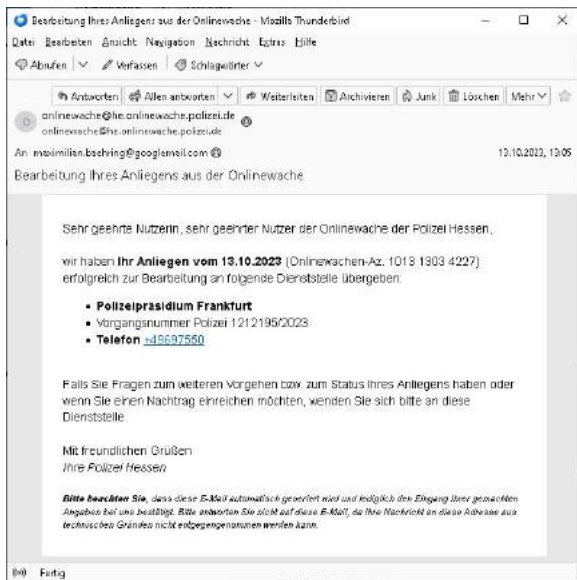 Bearbeitung Ihres Anliegens aus der Onlinewache - Mozilla Thunderbird
Datei Bearbeiten Ansicht Navigation Nachricht Extras Hilfe
Abrufen Verfassen Schlagwörter
Antworten Allen antworten Weiterleiten Archivieren Junk Löschen Mehr
onlinewache@he.onlinewache.polizei.de
onlinewache@he.onlinewache.polizei.de
An maximilian.baehring@googlemail.com 13.10.2023, 13:05
Bearbeitung Ihres Anliegens aus der Onlinewache
Sehr geehrte Nutzerin, sehr geehrter Nutzer der Onlinewache der Polizei Hessen,
wir haben Ihr Anliegen vom 13.10.2023 (Onlinewachen-Az. 1013 1303 4227)
erfolgreich zur Bearbeitung an folgende Dienststelle übergeben:
• Polizeipräsidium Frankfurt
• Vorgangsnummer Polizei 1212195/2023
• Telefon +49697550
Falls Sie Fragen zum weiteren Vorgehen bzw. zum Status Ihres Anliegens haben oder
wenn Sie einen Nachtrag einreichen möchten, wenden Sie sich bitte an diese
Dienststelle.
Mit freundlichen Grüßen
Ihre Polizei Hessen
Bitte beachten Sie, dass diese E-Mail automatisch generiert wird und lediglich den Eingang Ihrer gemachten
Angaben bei uns bestätigt. Bitte antworten Sie nicht auf diese E-Mail, da Ihre Nachricht an diese Adresse aus
technischen Gründen nicht entgegengenommen werden kann.
Fertig